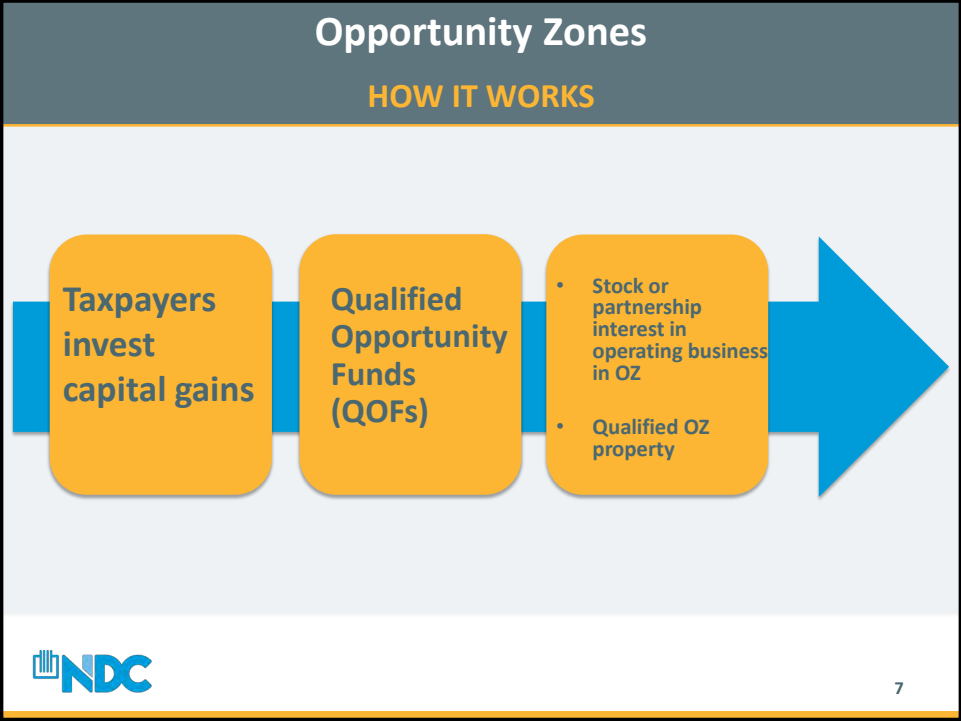 Opportunity Zones
HOW IT WORKS
Taxpayers
invest
capital gains
Qualified
Opportunity
Funds
(QOFs)
• Stock or
partnership
interest in
operating business
in OZ
• Qualified OZ
property
NDC
7